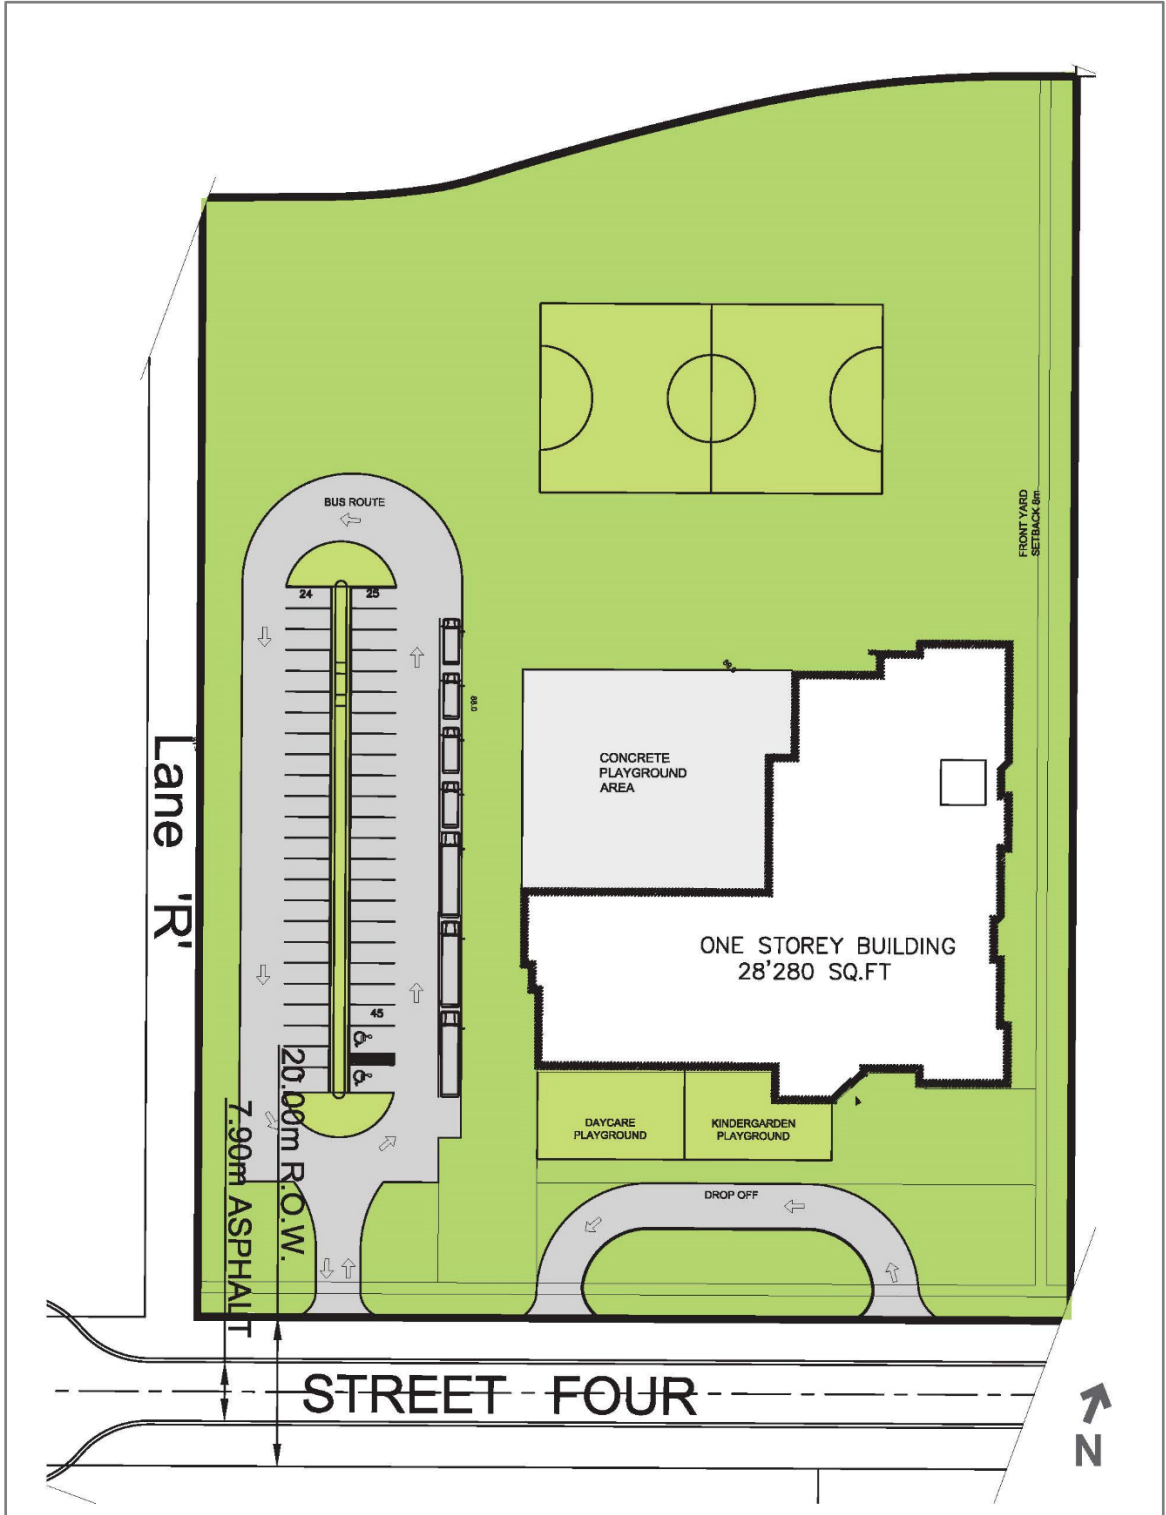 BUS ROUTE
24
25
FRONT YARD
SETBACK 6m
CONCRETE
PLAYGROUND
AREA
Lane 'R'
ONE STOREY BUILDING
28'280 SQ.FT
45
20.00m R.O.W.
7.90m ASPHALT
DAYCARE
PLAYGROUND
KINDERGARDEN
PLAYGROUND
DROP OFF
STREET FOUR
N